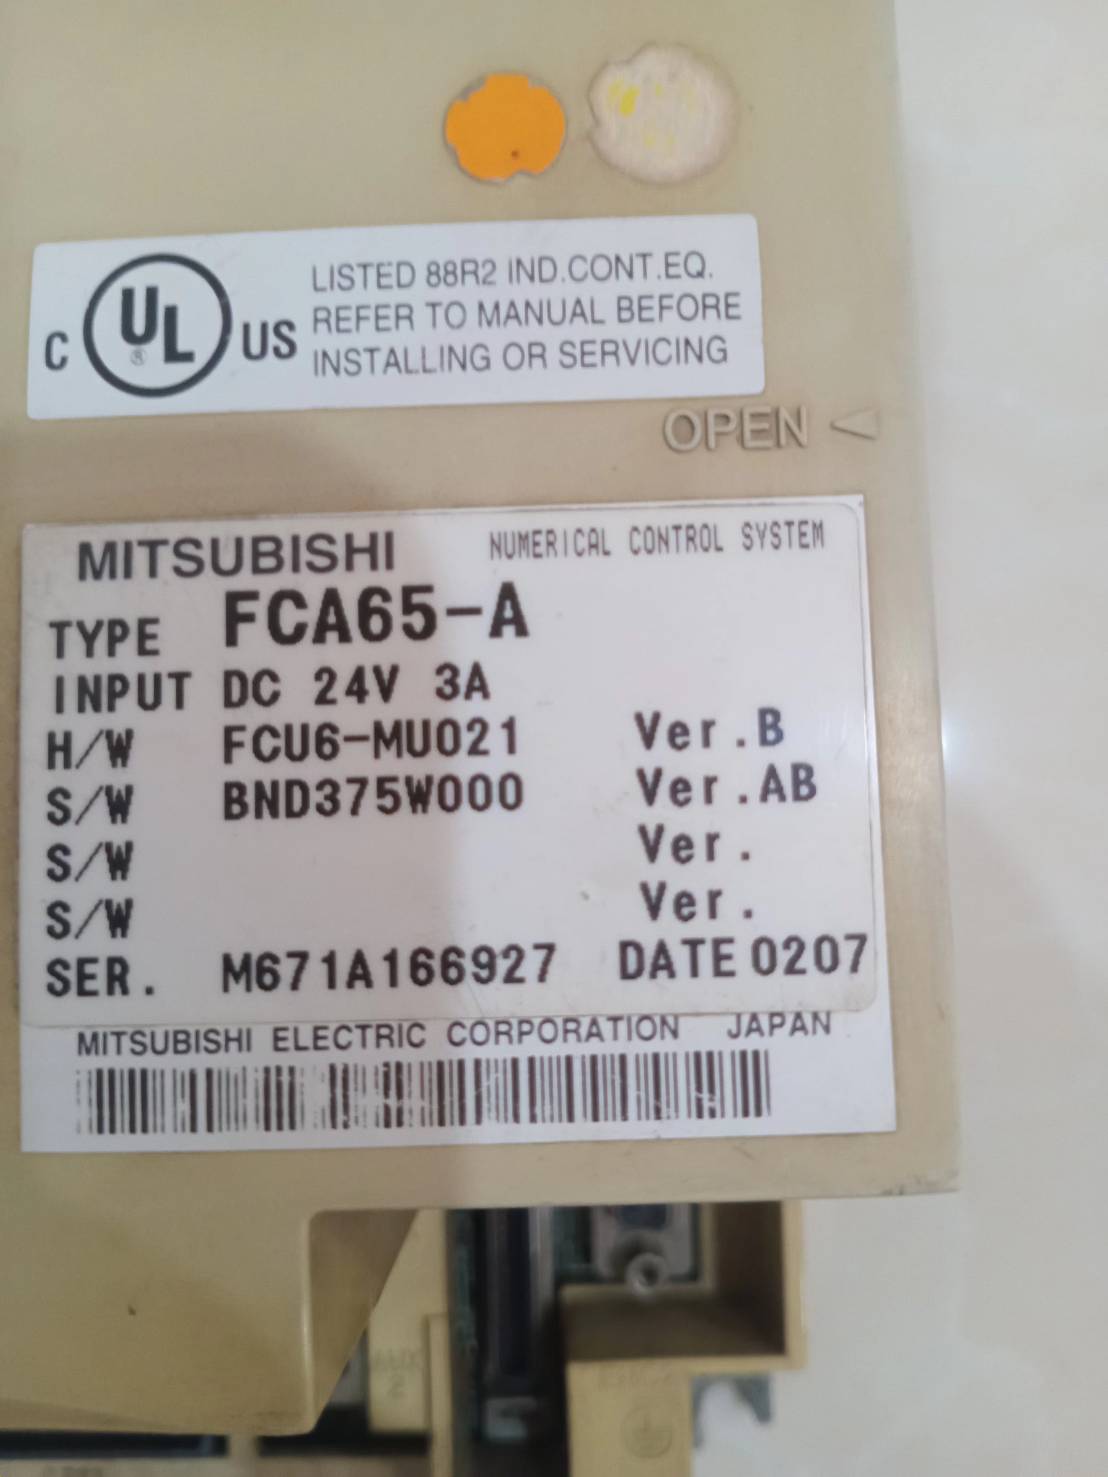 C UL® US
LISTED 88R2 IND.CONT.EQ.
REFER TO MANUAL BEFORE
INSTALLING OR SERVICING
OPEN
MITSUBISHI NUMERICAL CONTROL SYSTEM
TYPE FCA65-A
INPUT DC 24V 3A
H/W FCU6-MU021 Ver.B
S/W BND375W000 Ver.AB
S/W Ver.
S/W Ver.
SER. M671A166927 DATE 0207
MITSUBISHI ELECTRIC CORPORATION JAPAN